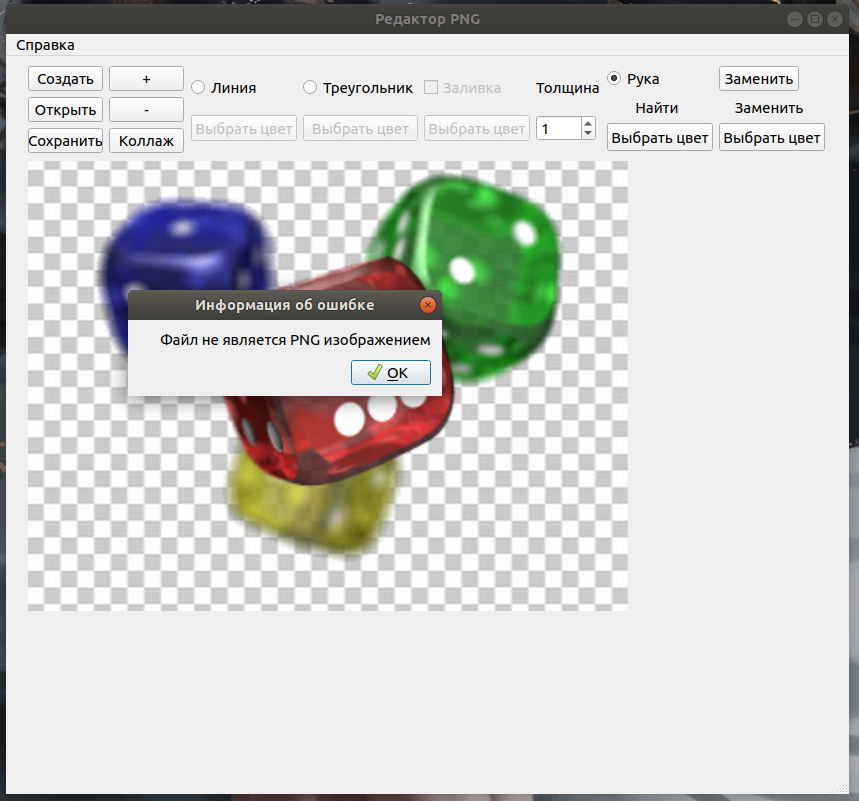 Редактор PNG
Справка
Создать + Линия Треугольник Заливка Толщина Рука Заменить
Открыть - Найти Заменить
Сохранить Коллаж Выбрать цвет Выбрать цвет Выбрать цвет 1 Выбрать цвет Выбрать цвет
Информация об ошибке
Файл не является PNG изображением
OK